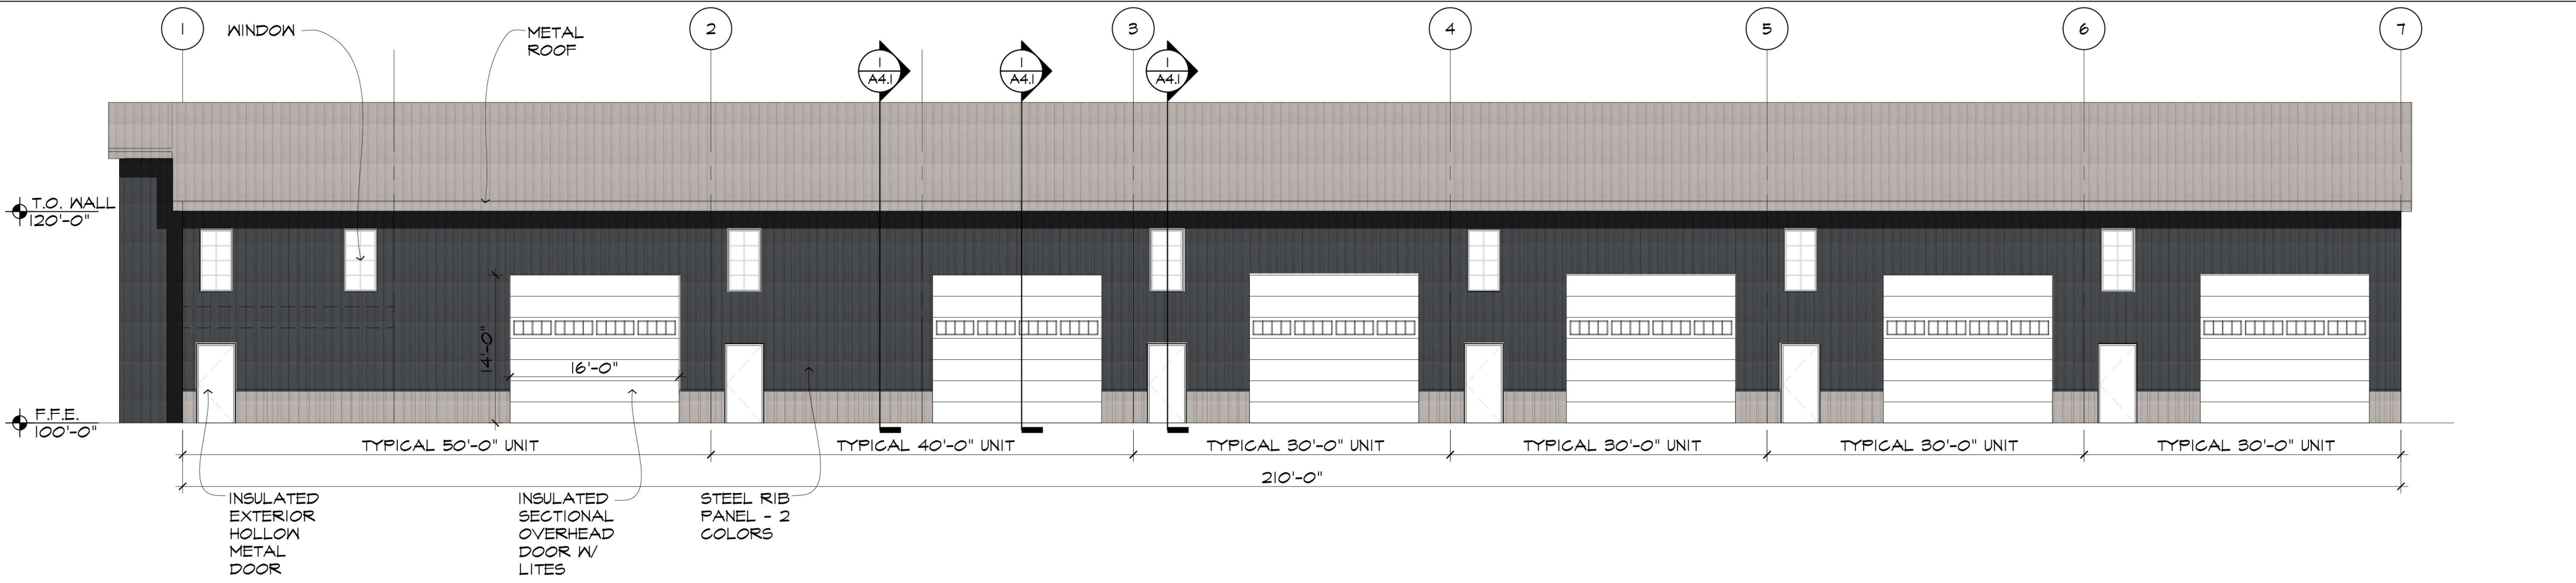 1
2
3
4
5
6
7
WINDOW
METAL
ROOF
1
A4.1
1
A4.1
1
A4.1
T.O. WALL
120'-0"
14'-0"
16'-0"
F.F.E.
100'-0"
TYPICAL 50'-0" UNIT
TYPICAL 40'-0" UNIT
TYPICAL 30'-0" UNIT
TYPICAL 30'-0" UNIT
TYPICAL 30'-0" UNIT
TYPICAL 30'-0" UNIT
210'-0"
INSULATED
EXTERIOR
HOLLOW
METAL
DOOR
INSULATED
SECTIONAL
OVERHEAD
DOOR W/
LITES
STEEL RIB
PANEL - 2
COLORS